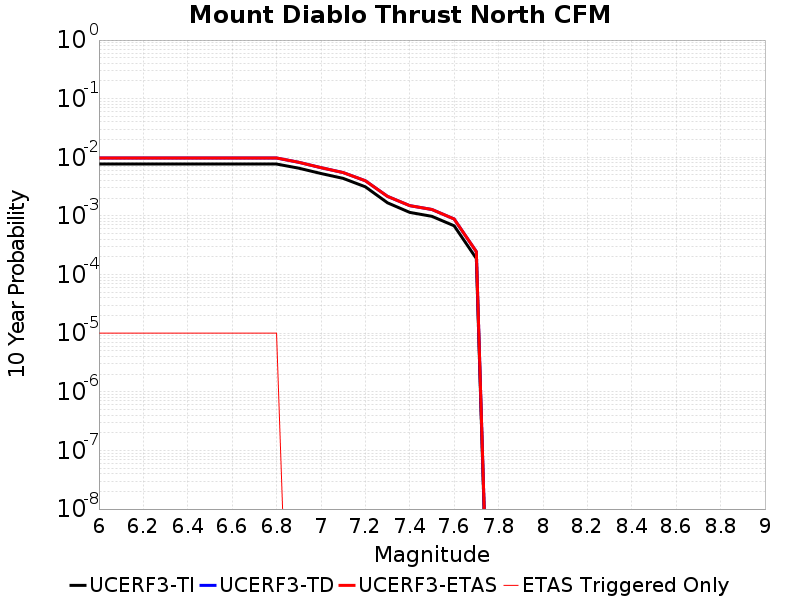 Mount Diablo Thrust North CFM
10^0
10^-1
10^-2
10^-3
10^-4
10^-5
10^-6
10^-7
10^-8
10 Year Probability
6 6.2 6.4 6.6 6.8 7 7.2 7.4 7.6 7.8 8 8.2 8.4 8.6 8.8 9
Magnitude
UCERF3-TI UCERF3-TD UCERF3-ETAS ETAS Triggered Only